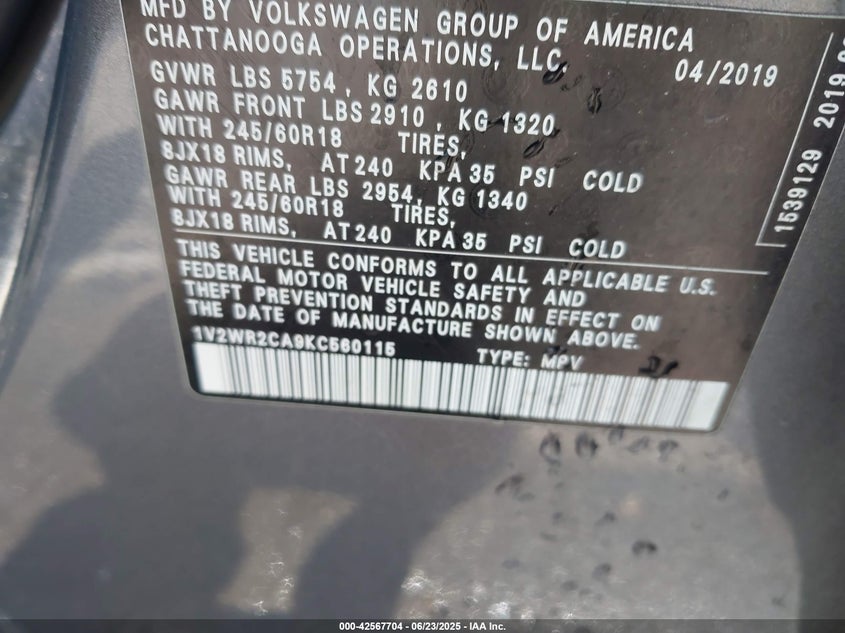 MFD BY VOLKSWAGEN GROUP OF AMERICA
CHATTANOOGA OPERATIONS, LLC,
04/2019
GVWR LBS 5754, KG 2610
GAWR FRONT LBS 2910, KG 1320
WITH 245/60R18 TIRES,
8JX18 RIMS, AT 240 KPA 35 PSI COLD
GAWR REAR LBS 2954, KG 1340
WITH 245/60R18 TIRES,
8JX18 RIMS, AT 240 KPA 35 PSI COLD
THIS VEHICLE CONFORMS TO ALL APPLICABLE U.S.
FEDERAL MOTOR VEHICLE SAFETY AND
THEFT PREVENTION STANDARDS IN EFFECT ON
THE DATE OF MANUFACTURE SHOWN ABOVE.
1V2WR2CA9KC560115 TYPE: MPV
1539129 2019
000-42567704 - 06/23/2025 - IAA Inc.